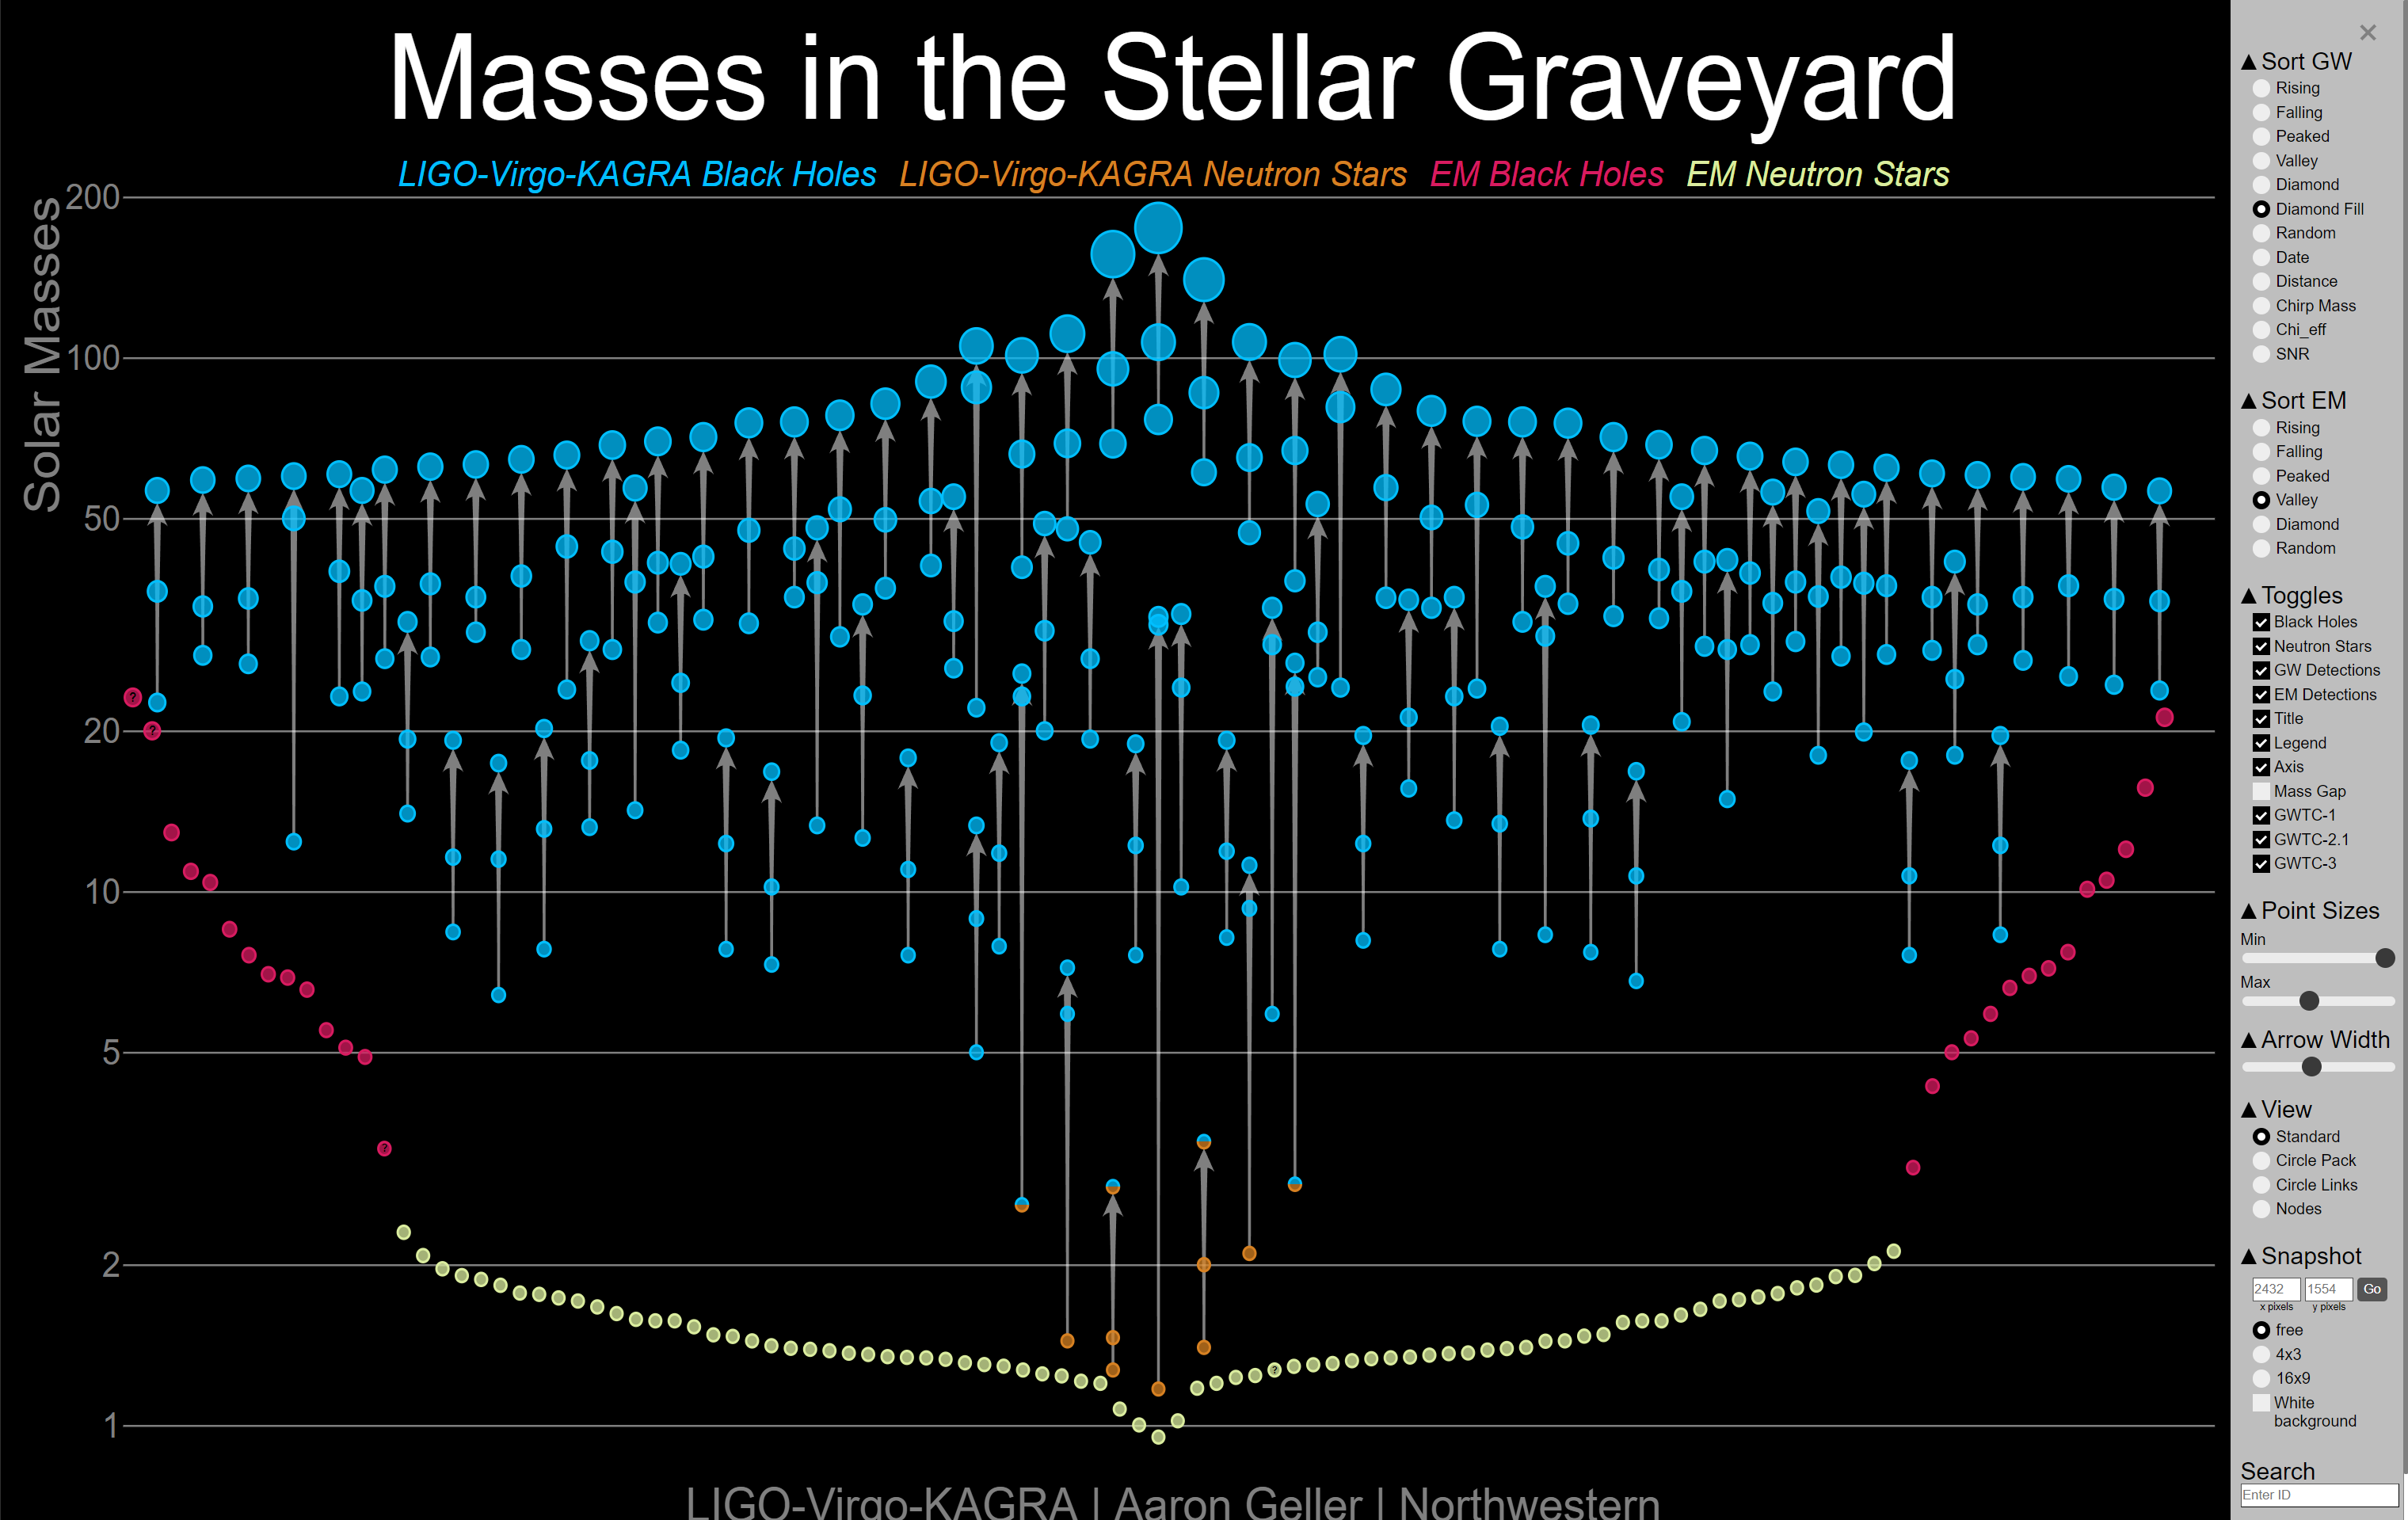 Masses in the Stellar Graveyard
LIGO-Virgo-KAGRA Black Holes LIGO-Virgo-KAGRA Neutron Stars EM Black Holes EM Neutron Stars
Solar Masses
200
100
50
20
10
5
2
1
?
?
?
?
LIGO-Virgo-KAGRA | Aaron Geller | Northwestern
×
▲ Sort GW
Rising
Falling
Peaked
Valley
Diamond
Diamond Fill
Random
Date
Distance
Chirp Mass
Chi_eff
SNR
▲ Sort EM
Rising
Falling
Peaked
Valley
Diamond
Random
▲ Toggles
Black Holes
Neutron Stars
GW Detections
EM Detections
Title
Legend
Axis
Mass Gap
GWTC-1
GWTC-2.1
GWTC-3
▲ Point Sizes
Min
Max
▲ Arrow Width
▲ View
Standard
Circle Pack
Circle Links
Nodes
▲ Snapshot
2432 1554 Go
x pixels y pixels
free
4x3
16x9
White
background
Search
Enter ID